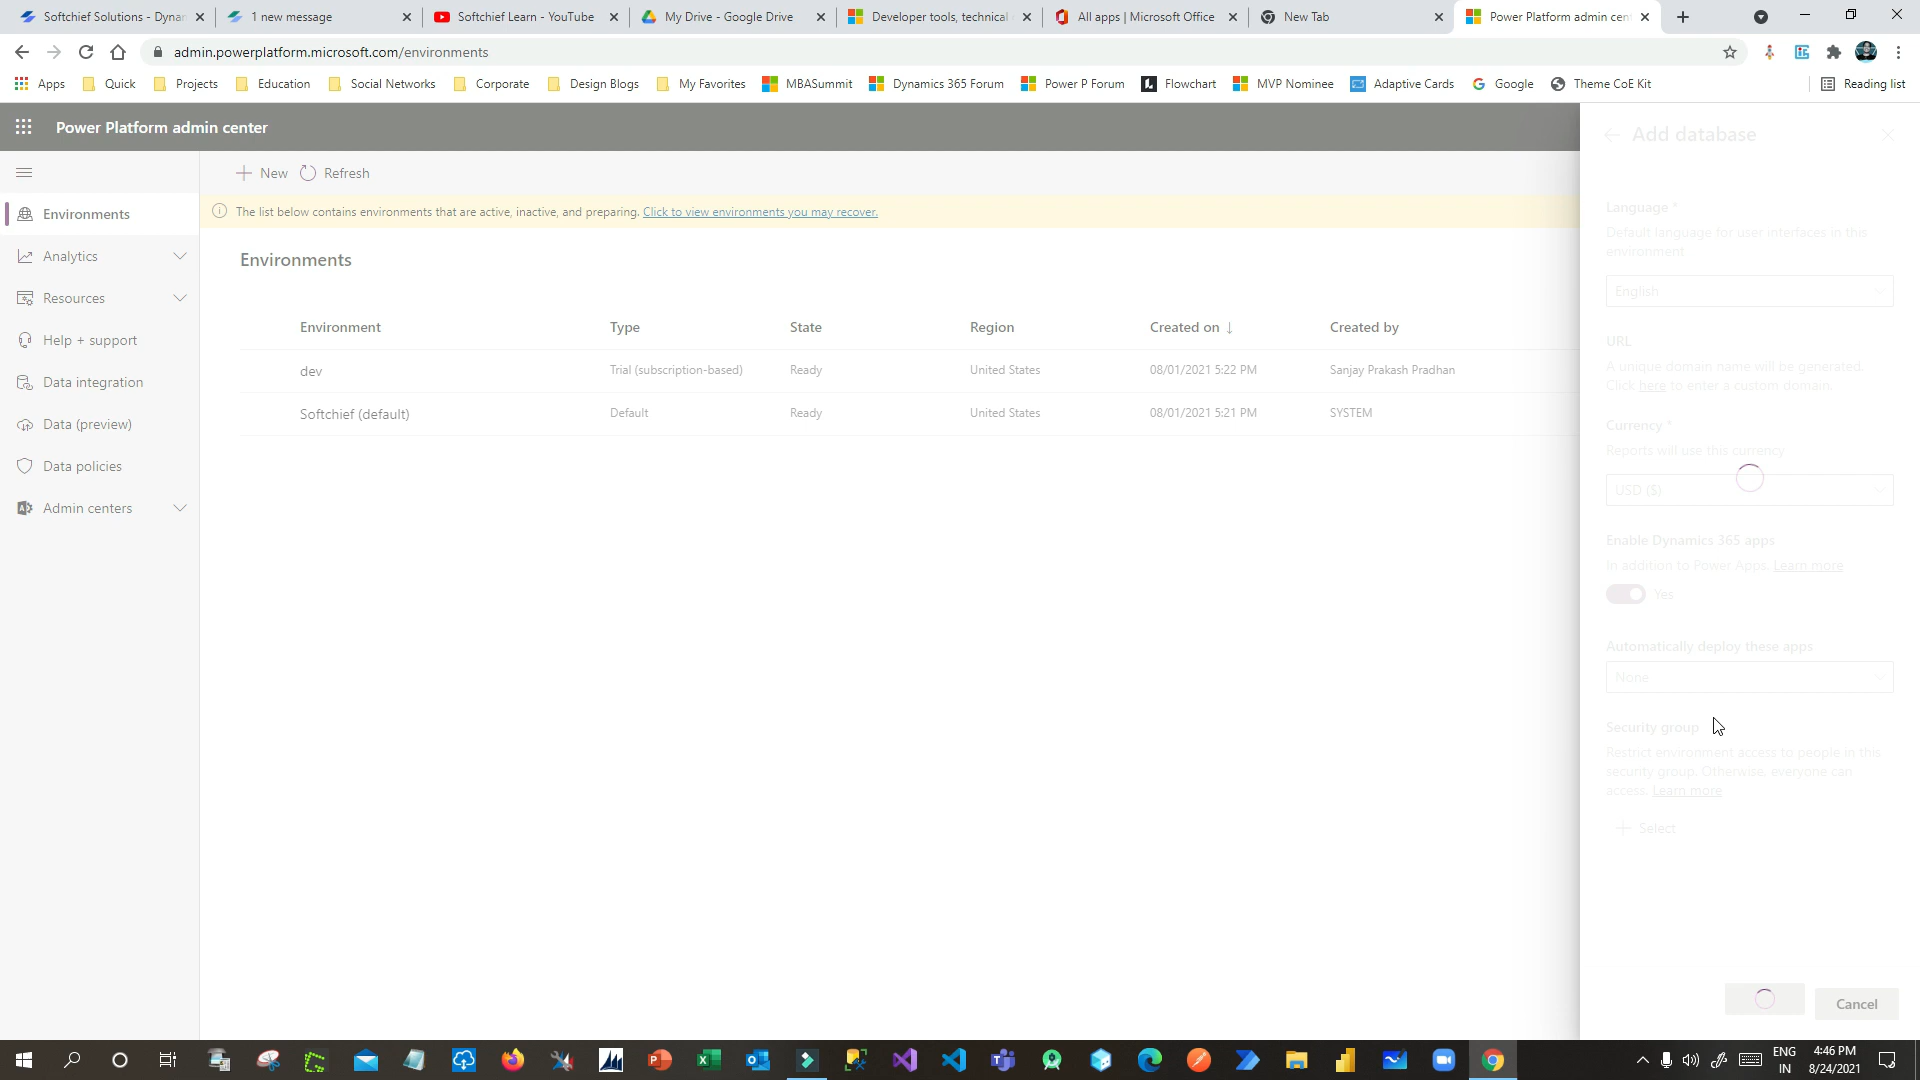 Softchief Solutions - Dynan
1 new message
Softchief Learn - YouTube
My Drive - Google Drive
Developer tools, technical
All apps | Microsoft Office
New Tab
Power Platform admin cen
admin.powerplatform.microsoft.com/environments
Apps
Quick
Projects
Education
Social Networks
Corporate
Design Blogs
My Favorites
MBASummit
Dynamics 365 Forum
Power P Forum
Flowchart
MVP Nominee
Adaptive Cards
Google
Theme CoE Kit
Reading list
Power Platform admin center
Environments
Analytics
Resources
Help + support
Data integration
Data (preview)
Data policies
Admin centers
New
Refresh
The list below contains environments that are active, inactive, and preparing. Click to view environments you may recover.
Environments
Environment Type State Region Created on ↓ Created by
dev Trial (subscription-based) Ready United States 08/01/2021 5:22 PM Sanjay Prakash Pradhan
Softchief (default) Default Ready United States 08/01/2021 5:21 PM SYSTEM
Add database
Language *
Default language for user interfaces in this
environment
English
URL
A unique domain name will be generated.
Click here to enter a custom domain.
Currency *
Reports will use this currency
USD ($)
Enable Dynamics 365 apps
In addition to Power Apps. Learn more
Yes
Automatically deploy these apps
None
Security group
Restrict environment access to people in this
security group. Otherwise, everyone can
access. Learn more
Select
Cancel
ENG
IN
4:46 PM
8/24/2021